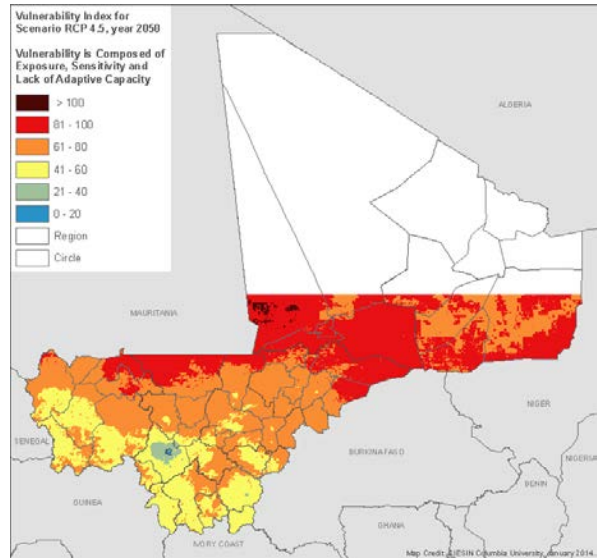 Vulnerability Index for
Scenario RCP 4.5, year 2050
Vulnerability is Composed of
Exposure, Sensitivity and
Lack of Adaptive Capacity
> 100
81 - 100
61 - 80
41 - 60
21 - 40
0 - 20
Region
Circle
ALGERIA
MAURITANIA
NIGER
SENEGAL
BURKINA FASO
NIGERIA
GUINEA
BENIN
GHANA
IVORY COAST
Map Credit: CIESIN Columbia University, January 2014.